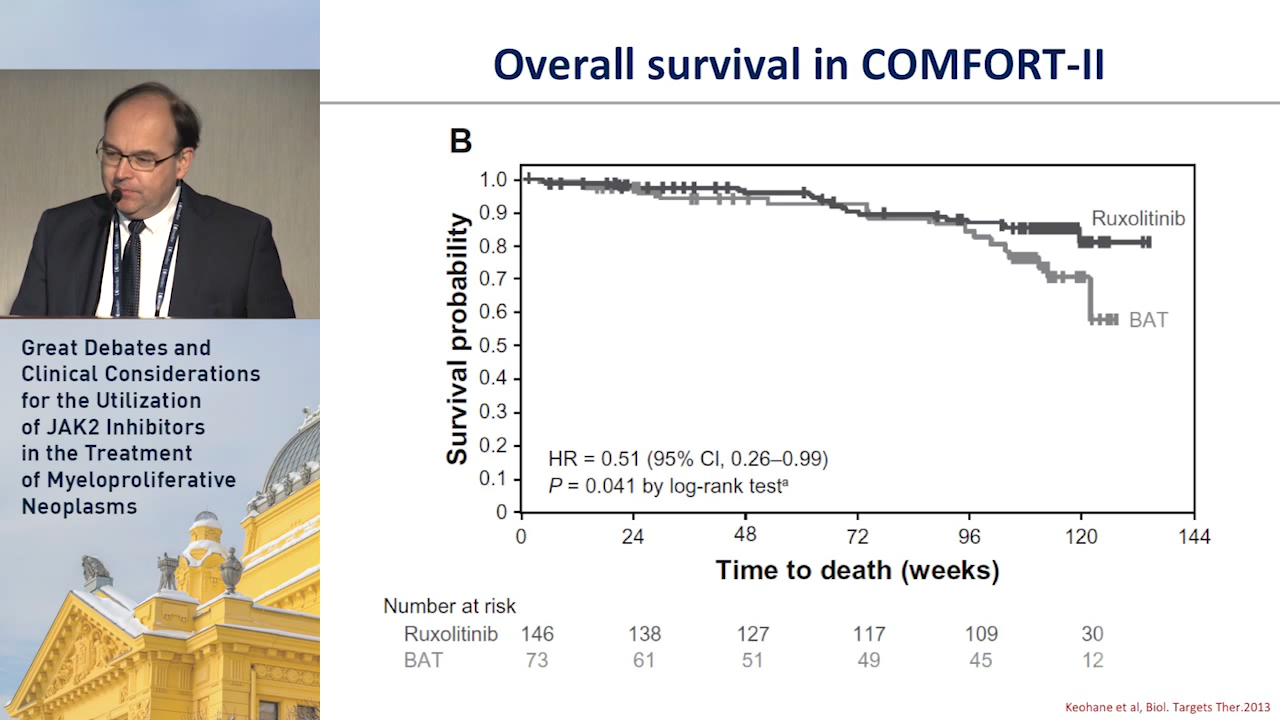 Overall survival in COMFORT-II
B
1.0
0.9
0.8
0.7
0.6
0.5
0.4
0.3
0.2
0.1
0
Survival probability
Ruxolitinib
BAT
HR = 0.51 (95% CI, 0.26–0.99)
P = 0.041 by log-rank testᵃ
0 24 48 72 96 120 144
Time to death (weeks)
Number at risk
Ruxolitinib 146 138 127 117 109 30
BAT 73 61 51 49 45 12
Keohane et al, Biol. Targets Ther.2013
Great Debates and
Clinical Considerations
for the Utilization
of JAK2 Inhibitors
in the Treatment
of Myeloproliferative
Neoplasms